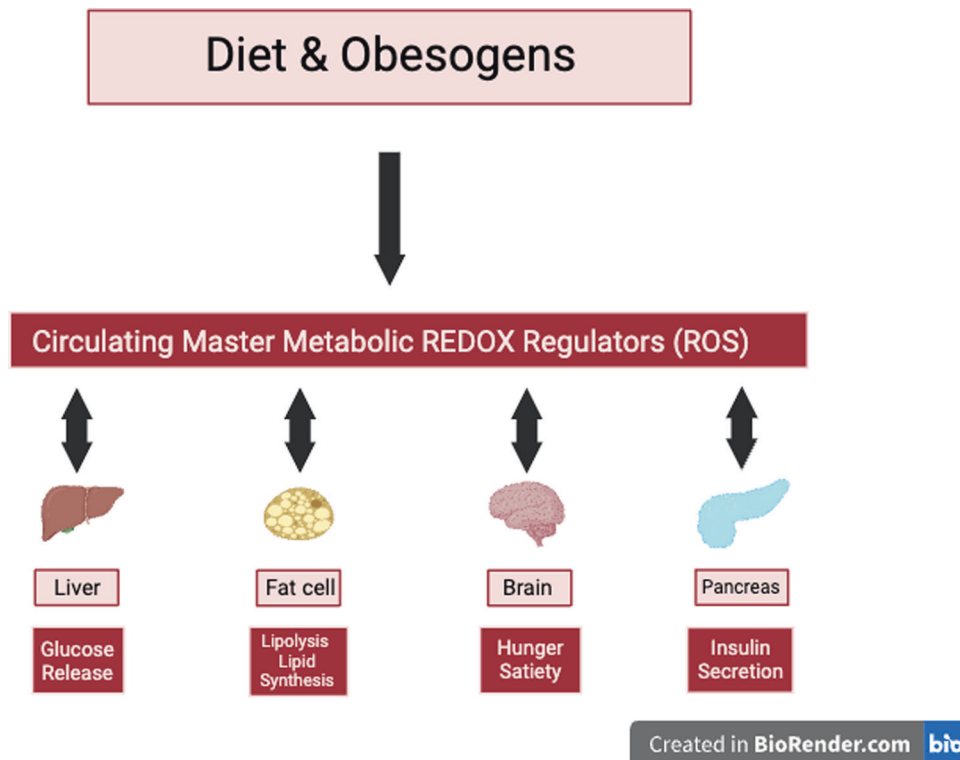 Diet & Obesogens
Circulating Master Metabolic REDOX Regulators (ROS)
Liver
Fat cell
Brain
Pancreas
Glucose
Release
Lipolysis
Lipid
Synthesis
Hunger
Satiety
Insulin
Secretion
Created in BioRender.com